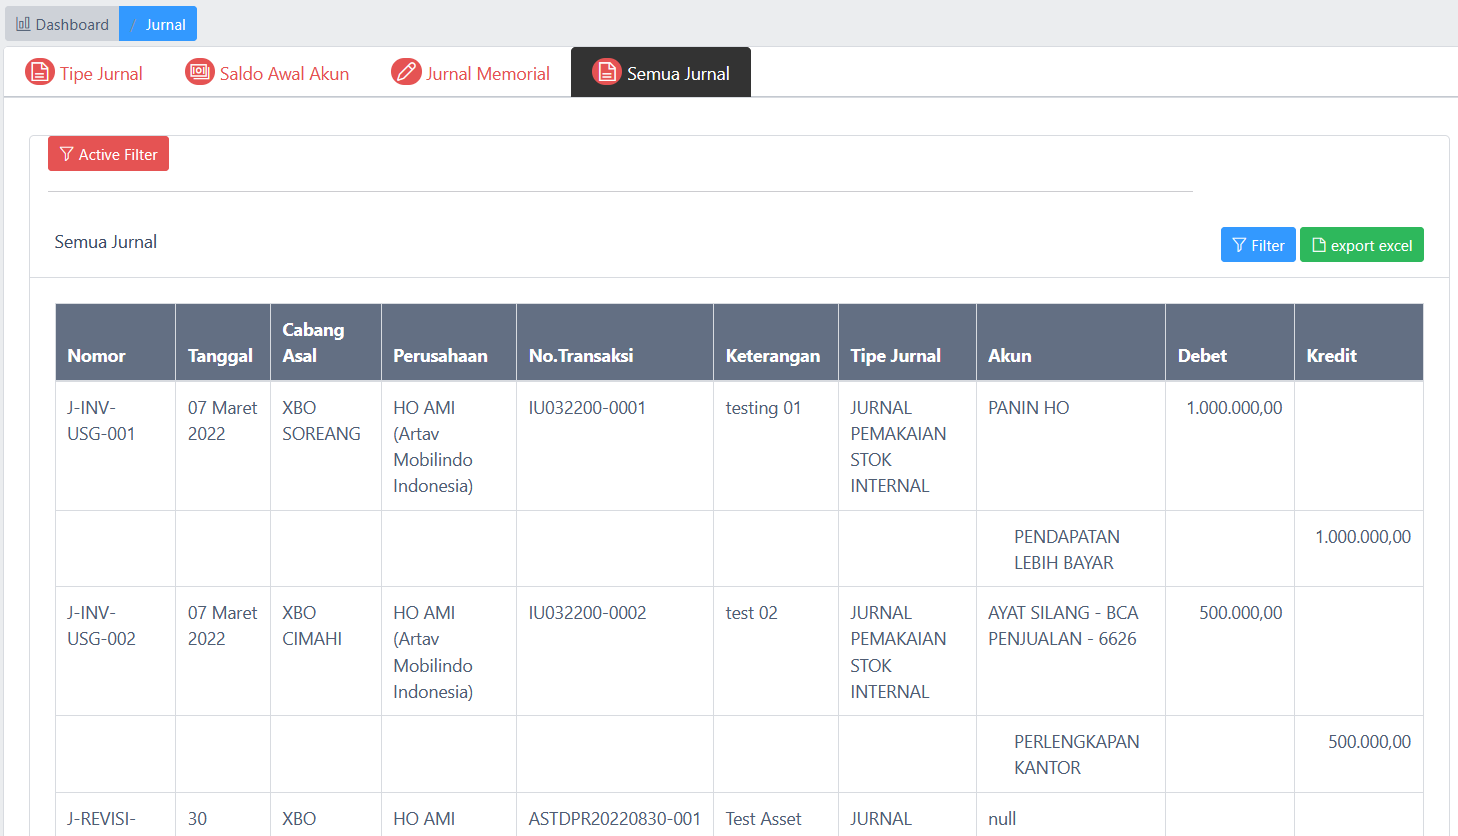 Dashboard / Jurnal
Tipe Jurnal Saldo Awal Akun Jurnal Memorial Semua Jurnal
Active Filter
Semua Jurnal
Filter export excel
Cabang
Nomor Tanggal Asal Perusahaan No.Transaksi Keterangan Tipe Jurnal Akun Debet Kredit
J-INV- 07 Maret XBO HO AMI IU032200-0001 testing 01 JURNAL PANIN HO 1.000.000,00
USG-001 2022 SOREANG (Artav PEMAKAIAN
Mobilindo STOK
Indonesia) INTERNAL
PENDAPATAN 1.000.000,00
LEBIH BAYAR
J-INV- 07 Maret XBO HO AMI IU032200-0002 test 02 JURNAL AYAT SILANG - BCA 500.000,00
USG-002 2022 CIMAHI (Artav PEMAKAIAN PENJUALAN - 6626
Mobilindo STOK
Indonesia) INTERNAL
PERLENGKAPAN 500.000,00
KANTOR
J-REVISI- 30 XBO HO AMI ASTDPR20220830-001 Test Asset JURNAL null